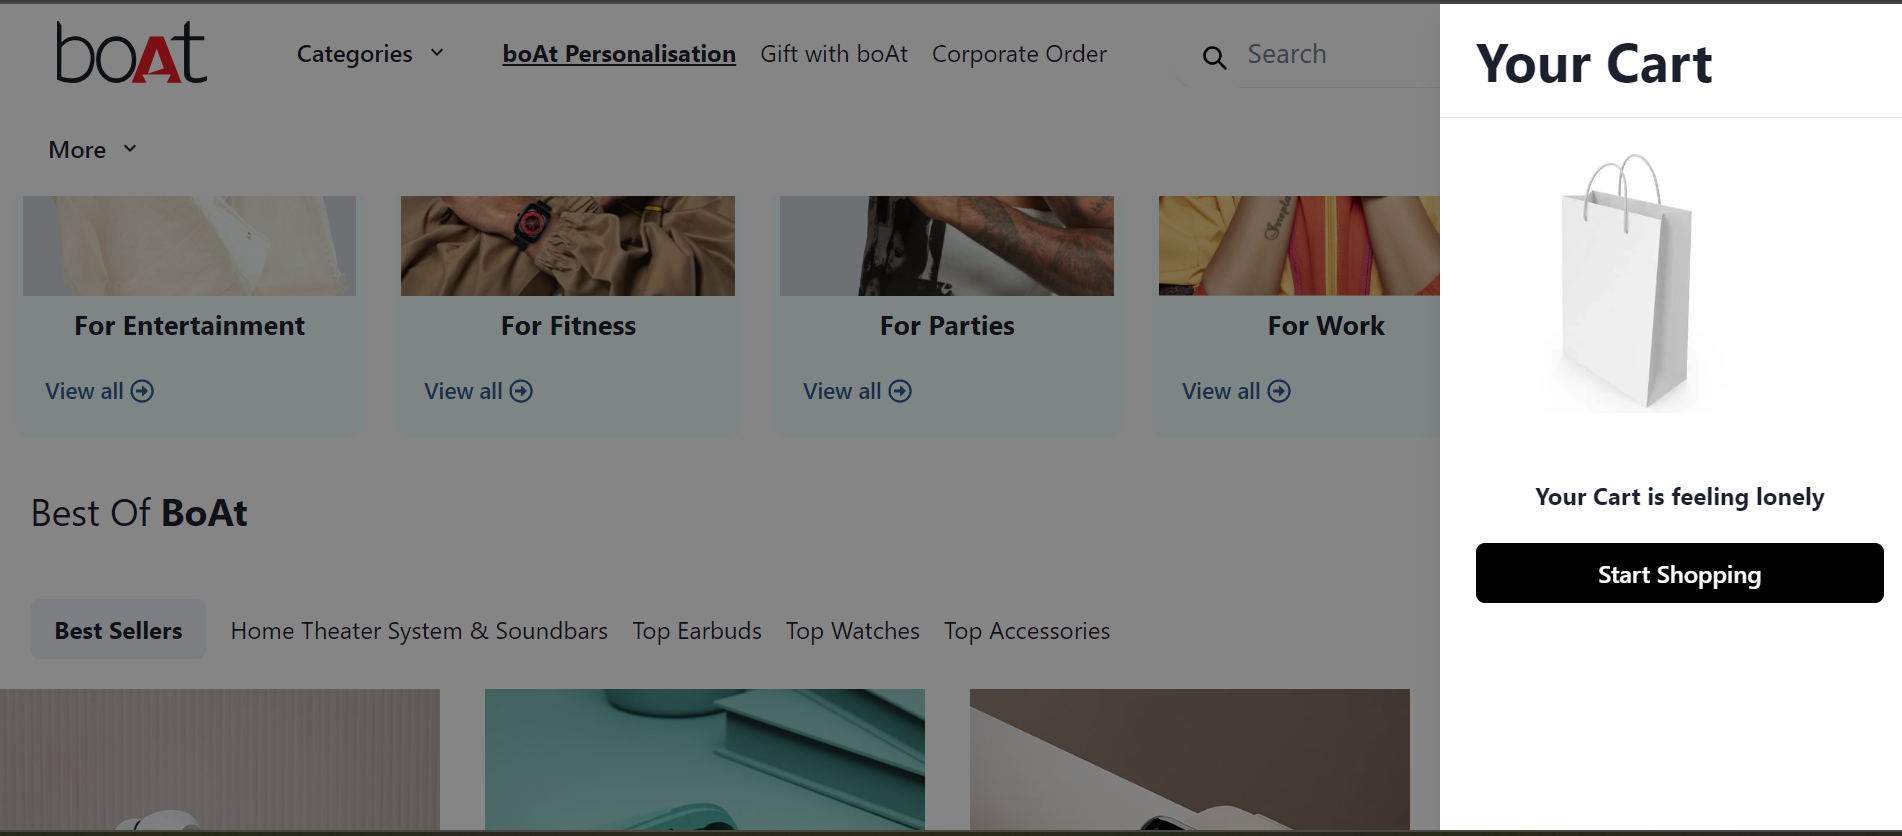 boAt
Categories
boAt Personalisation
Gift with boAt
Corporate Order
Search
More
For Entertainment
View all
For Fitness
View all
For Parties
View all
For Work
View all
Best Of BoAt
Best Sellers
Home Theater System & Soundbars
Top Earbuds
Top Watches
Top Accessories
Your Cart
Your Cart is feeling lonely
Start Shopping